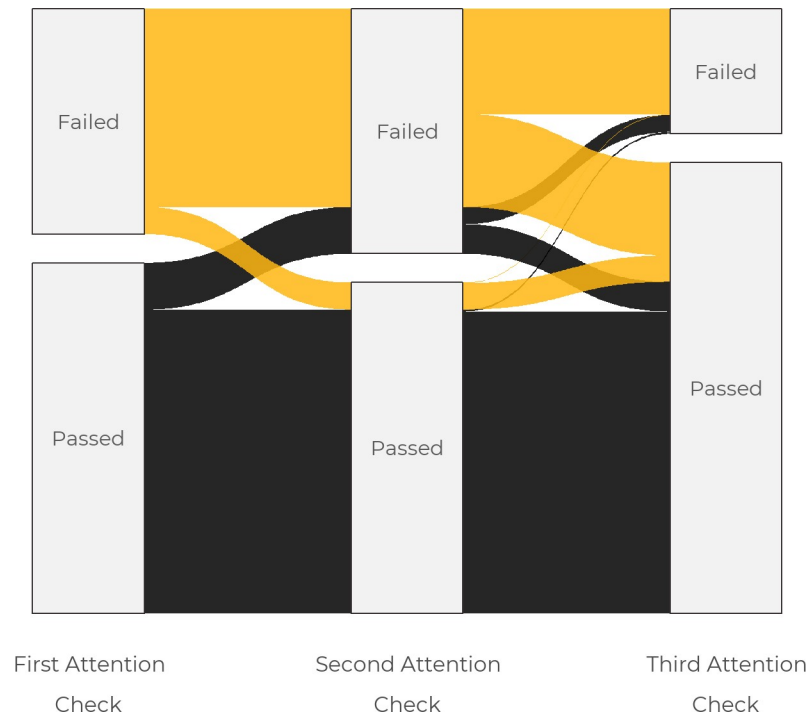 Failed
Failed
Failed
Passed
Passed
Passed
First Attention
Check
Second Attention
Check
Third Attention
Check